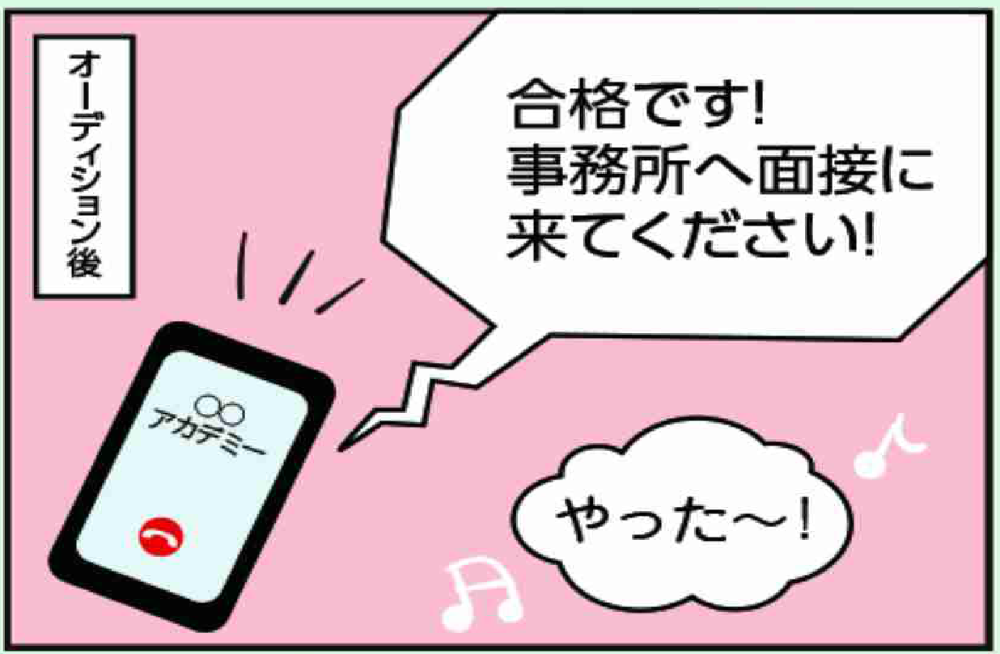 オーディション後
合格です!
事務所へ面接に
来てください!
○○
アカデミー
やった〜!